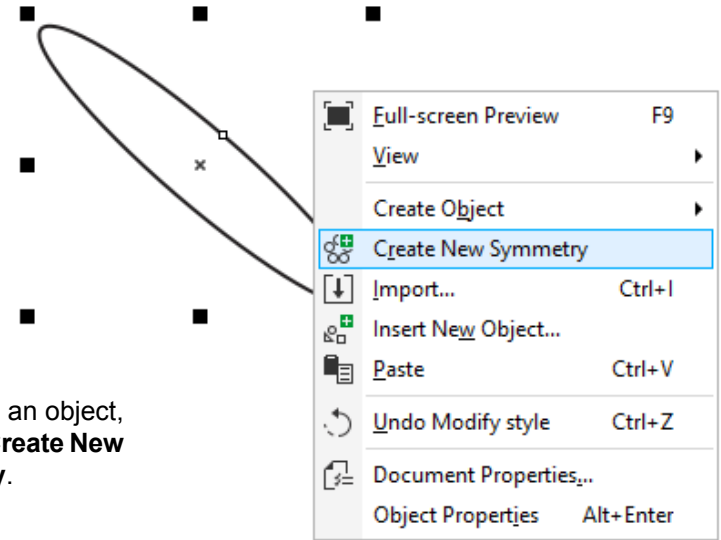 Full-screen Preview F9
View
Create Object
Create New Symmetry
Import... Ctrl+I
Insert New Object...
Paste Ctrl+V
an object,
reate New
Undo Modify style Ctrl+Z
y.
Document Properties...
Object Properties Alt+Enter